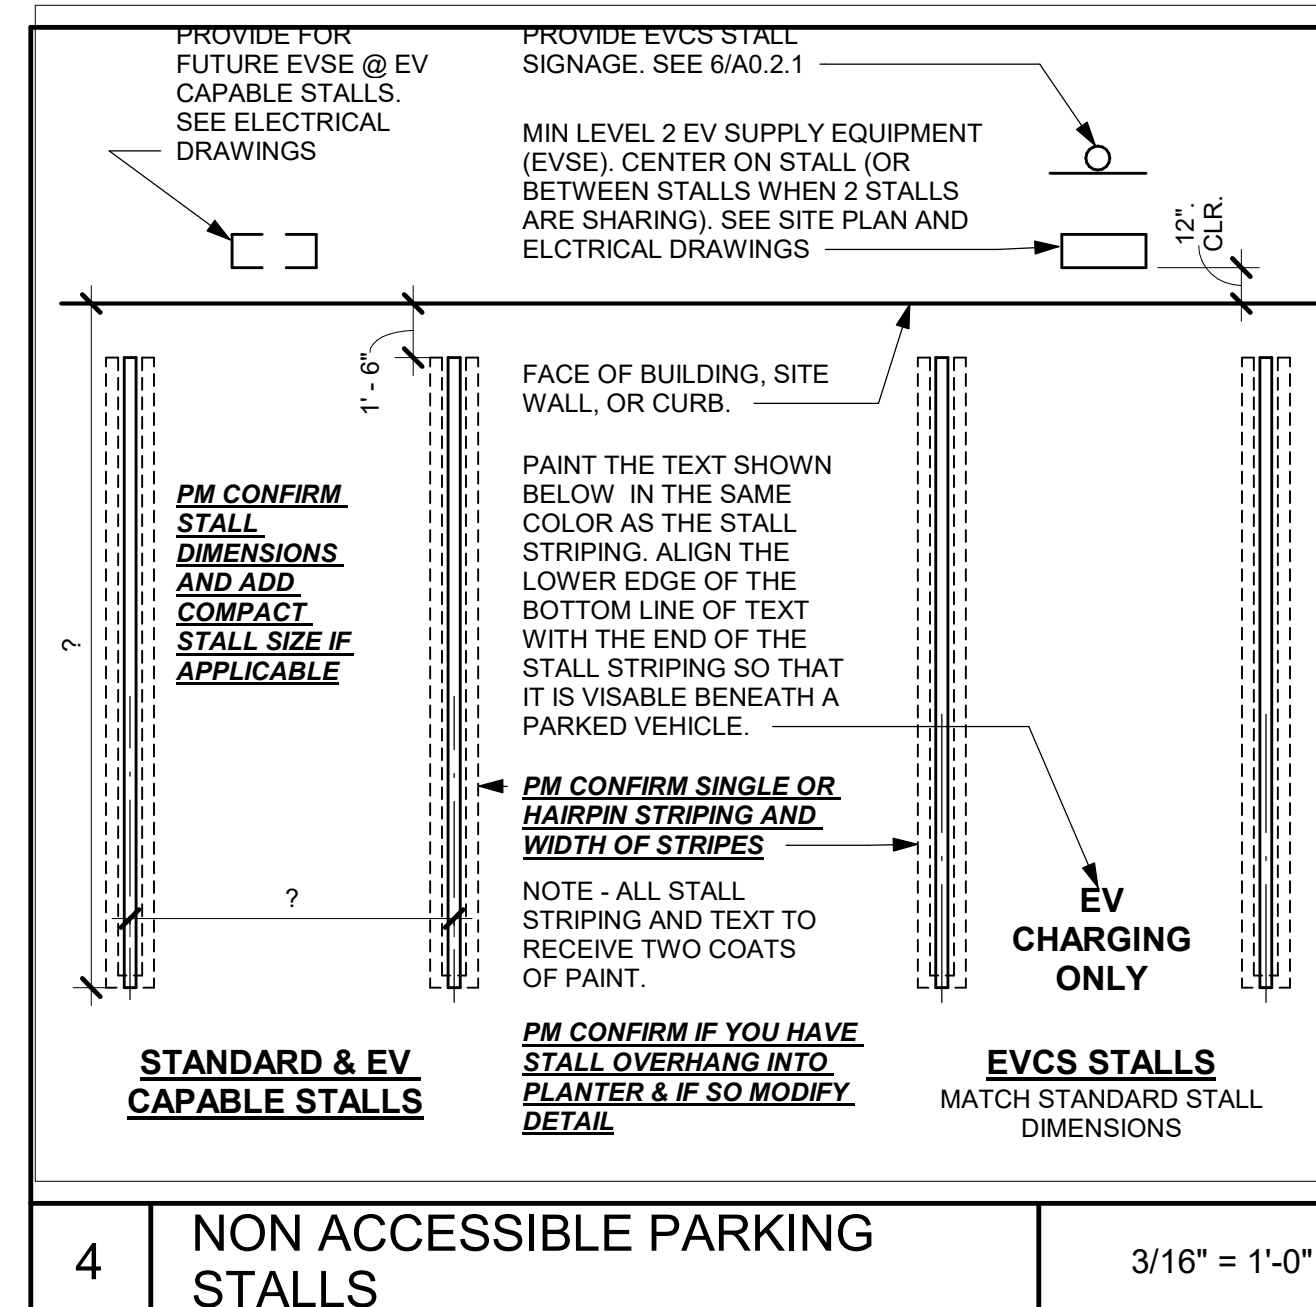 PROVIDE FOR
FUTURE EVSE @ EV
CAPABLE STALLS.
SEE ELECTRICAL
DRAWINGS
PROVIDE EVCS STALL
SIGNAGE. SEE 6/A0.2.1
MIN LEVEL 2 EV SUPPLY EQUIPMENT
(EVSE). CENTER ON STALL (OR
BETWEEN STALLS WHEN 2 STALLS
ARE SHARING). SEE SITE PLAN AND
ELCTRICAL DRAWINGS
12".
CLR.
1' - 6"
FACE OF BUILDING, SITE
WALL, OR CURB.
PM CONFIRM
STALL
DIMENSIONS
AND ADD
COMPACT
STALL SIZE IF
APPLICABLE
?
PAINT THE TEXT SHOWN
BELOW  IN THE SAME
COLOR AS THE STALL
STRIPING. ALIGN THE
LOWER EDGE OF THE
BOTTOM LINE OF TEXT
WITH THE END OF THE
STALL STRIPING SO THAT
IT IS VISABLE BENEATH A
PARKED VEHICLE.
PM CONFIRM SINGLE OR
HAIRPIN STRIPING AND
WIDTH OF STRIPES
?
NOTE - ALL STALL
STRIPING AND TEXT TO
RECEIVE TWO COATS
OF PAINT.
EV
CHARGING
ONLY
STANDARD & EV
CAPABLE STALLS
PM CONFIRM IF YOU HAVE
STALL OVERHANG INTO
PLANTER & IF SO MODIFY
DETAIL
EVCS STALLS
MATCH STANDARD STALL
DIMENSIONS
4
NON ACCESSIBLE PARKING
STALLS
3/16" = 1'-0"